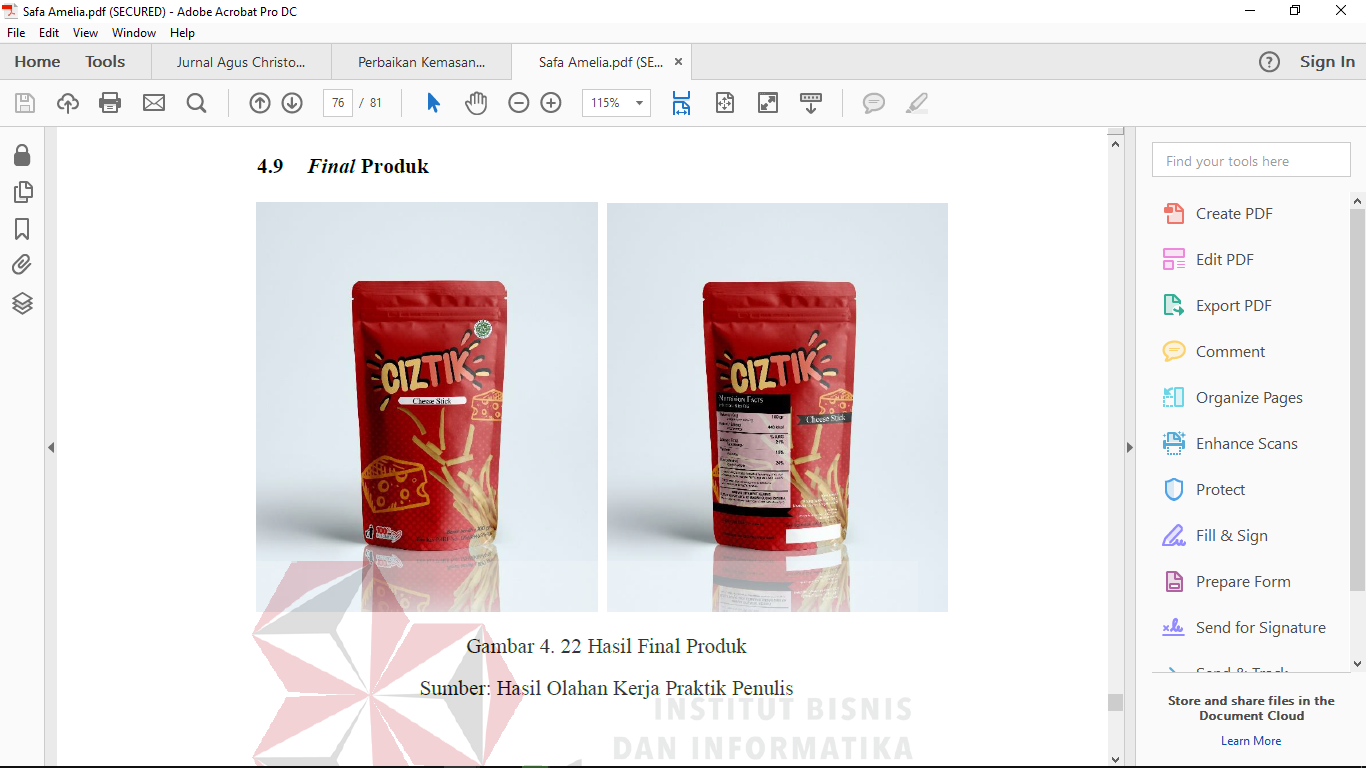 Safa Amelia.pdf (SECURED) - Adobe Acrobat Pro DC
File Edit View Window Help
Home Tools Jurnal Agus Christo... Perbaikan Kemasan... Safa Amelia.pdf (SE... × Sign In
76 / 81 115%
4.9 Final Produk
Find your tools here
Create PDF
Edit PDF
Export PDF
Comment
Organize Pages
Enhance Scans
Protect
Fill & Sign
Prepare Form
Send for Signature
Send & Track
Store and share files in the
Document Cloud
Learn More
CIZTIK
Cheese Stick
100%
CIZTIK
Nutrition Facts
Cheese Stick
Gambar 4. 22 Hasil Final Produk
Sumber: Hasil Olahan Kerja Praktik Penulis
INSTITUT BISNIS
DAN INFORMATIKA